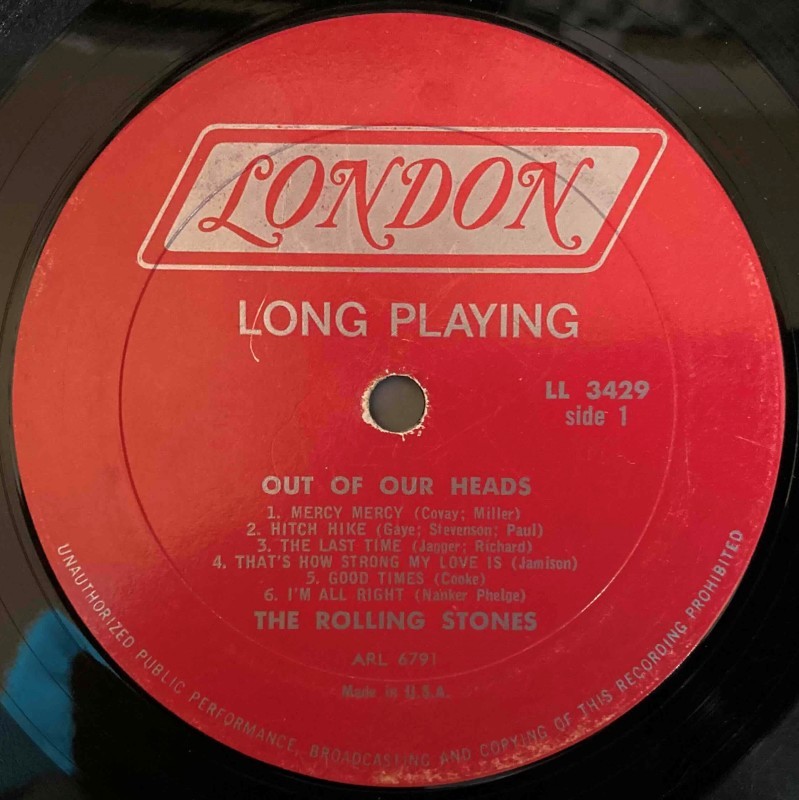 LONDON
LONG PLAYING
LL 3429
side 1
OUT OF OUR HEADS
1. MERCY MERCY (Covay; Miller)
2. HITCH HIKE (Gaye; Stevenson; Paul)
3. THE LAST TIME (Jagger; Richard)
4. THAT'S HOW STRONG MY LOVE IS (Jamison)
5. GOOD TIMES (Cooke)
6. I'M ALL RIGHT (Nanker Phelge)
THE ROLLING STONES
ARL 6791
Made in U.S.A.
UNAUTHORIZED PUBLIC PERFORMANCE, BROADCASTING AND COPYING OF THIS RECORDING PROHIBITED